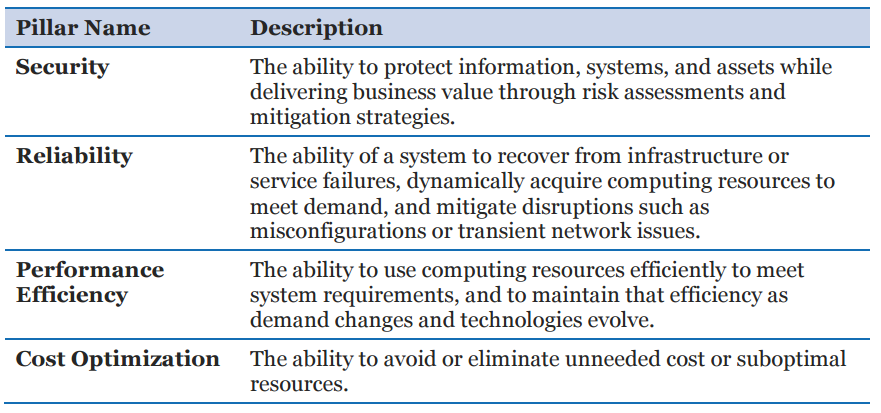 Pillar Name Description
Security The ability to protect information, systems, and assets while
delivering business value through risk assessments and
mitigation strategies.
Reliability The ability of a system to recover from infrastructure or
service failures, dynamically acquire computing resources to
meet demand, and mitigate disruptions such as
misconfigurations or transient network issues.
Performance The ability to use computing resources efficiently to meet
Efficiency system requirements, and to maintain that efficiency as
demand changes and technologies evolve.
Cost Optimization The ability to avoid or eliminate unneeded cost or suboptimal
resources.